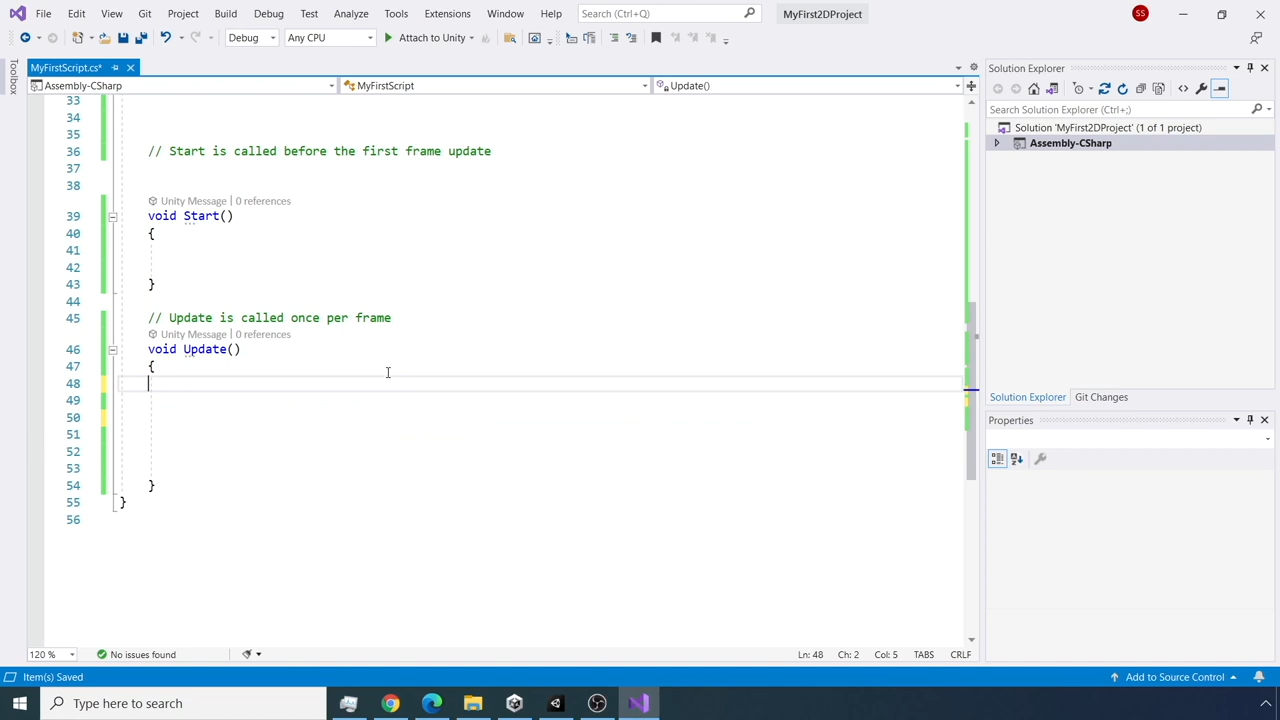 File Edit View Git Project Build Debug Test Analyze Tools Extensions Window Help Search (Ctrl+Q) MyFirst2DProject SS
Debug Any CPU Attach to Unity
Toolbox
MyFirstScript.cs*
Assembly-CSharp MyFirstScript Update()
33
34
35
36 // Start is called before the first frame update
37
38
Unity Message | 0 references
39 void Start()
40 {
41
42
43 }
44
45 // Update is called once per frame
Unity Message | 0 references
46 void Update()
47 {
48
49
50
51
52
53
54 }
55 }
56
120 % No issues found Ln: 48 Ch: 2 Col: 5 TABS CRLF
Solution Explorer
Search Solution Explorer (Ctrl+;)
Solution 'MyFirst2DProject' (1 of 1 project)
Assembly-CSharp
Solution Explorer Git Changes
Properties
Item(s) Saved Add to Source Control
Type here to search